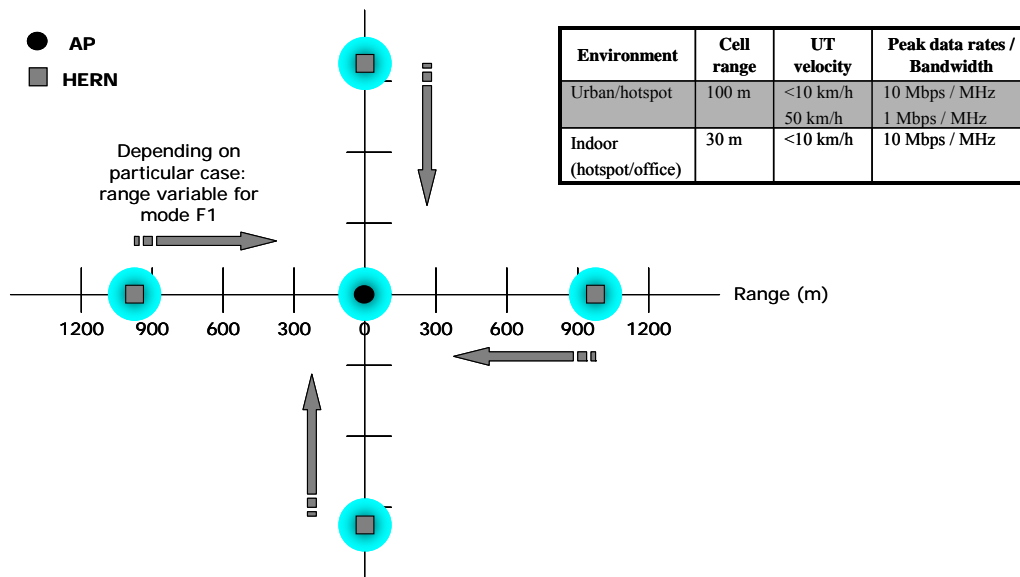 AP
HERN
Environment Cell range UT velocity Peak data rates / Bandwidth
Urban/hotspot 100 m <10 km/h 10 Mbps / MHz
50 km/h 1 Mbps / MHz
Indoor 30 m <10 km/h 10 Mbps / MHz
(hotspot/office)
Depending on
particular case:
range variable for
mode F1
Range (m)
1200 900 600 300 0 300 600 900 1200